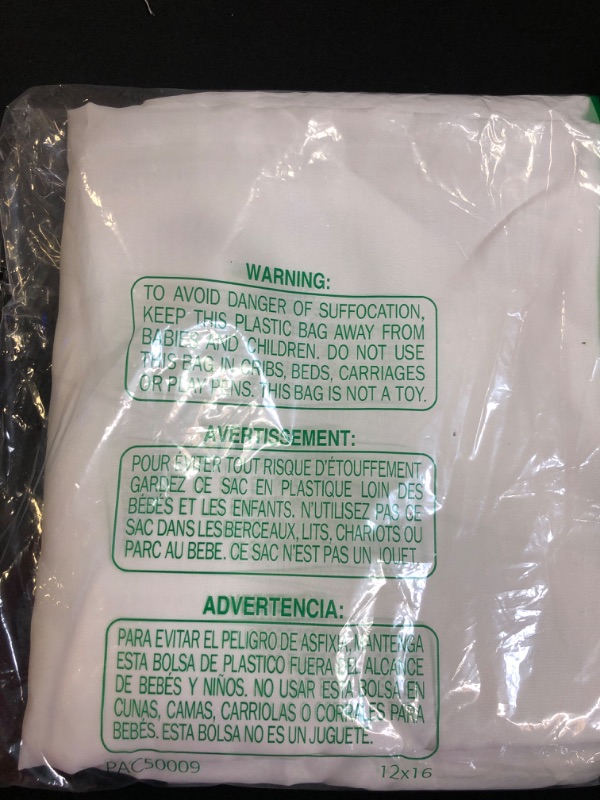 WARNING:
TO AVOID DANGER OF SUFFOCATION,
KEEP THIS PLASTIC BAG AWAY FROM
BABIES AND CHILDREN. DO NOT USE
THIS BAG IN CRIBS, BEDS, CARRIAGES
OR PLAY PENS. THIS BAG IS NOT A TOY.
AVERTISSEMENT:
POUR ÉVITER TOUT RISQUE D'ÉTOUFFEMENT,
GARDEZ CE SAC EN PLASTIQUE LOIN DES
BÉBÉS ET LES ENFANTS. N'UTILISEZ PAS CE
SAC DANS LES BERCEAUX, LITS, CHARIOTS OU
PARC AU BEBE. CE SAC N'EST PAS UN JOUET.
ADVERTENCIA:
PARA EVITAR EL PELIGRO DE ASFIXIA, MANTENGA
ESTA BOLSA DE PLASTICO FUERA DEL ALCANCE
DE BEBÉS Y NIÑOS. NO USAR ESTA BOLSA EN
CUNAS, CAMAS, CARRIOLAS O CORRALES PARA
BEBÉS. ESTA BOLSA NO ES UN JUGUETE.
PAC50009 12x16